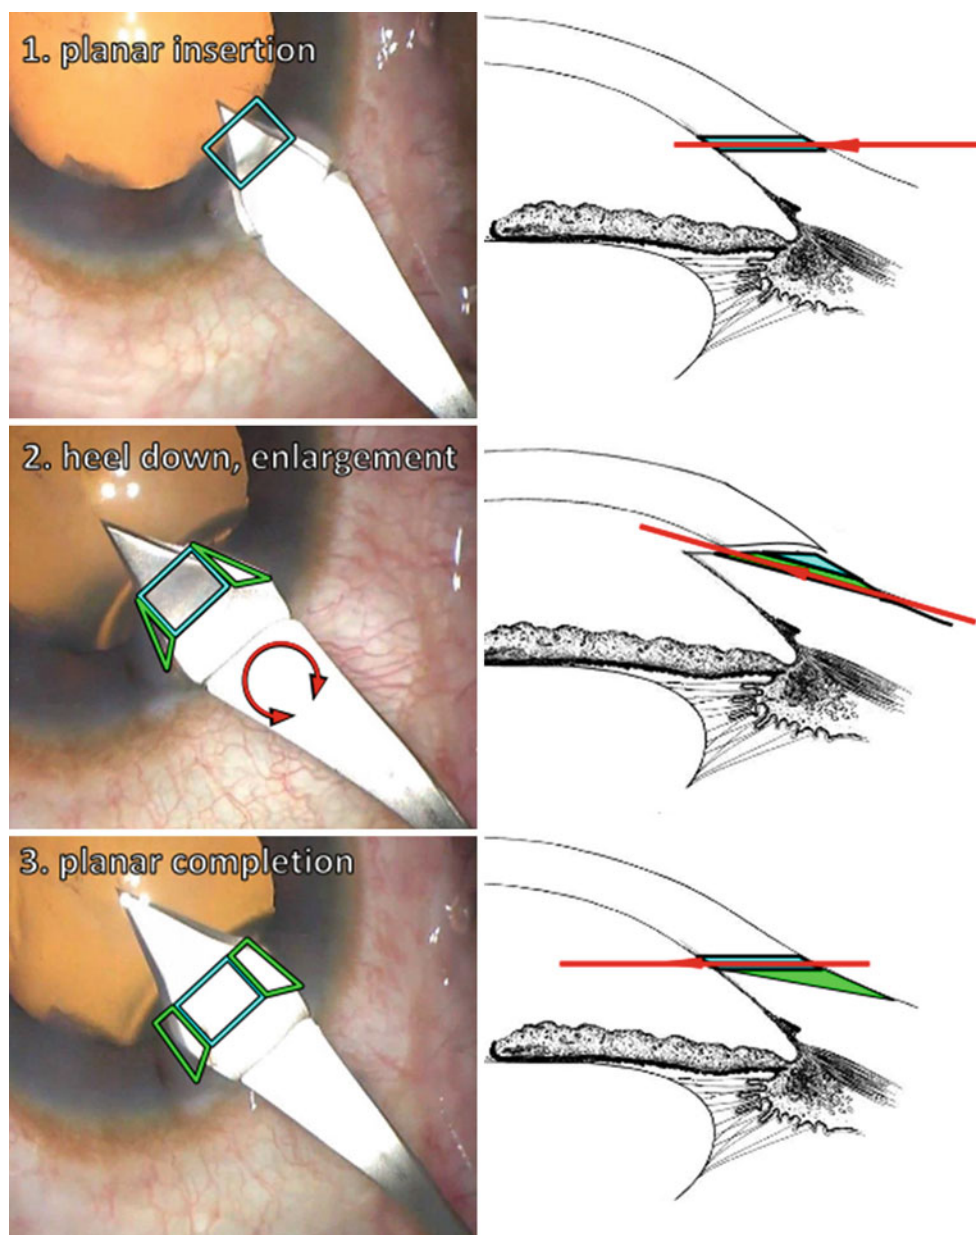 1. planar insertion
2. heel down, enlargement
3. planar completion